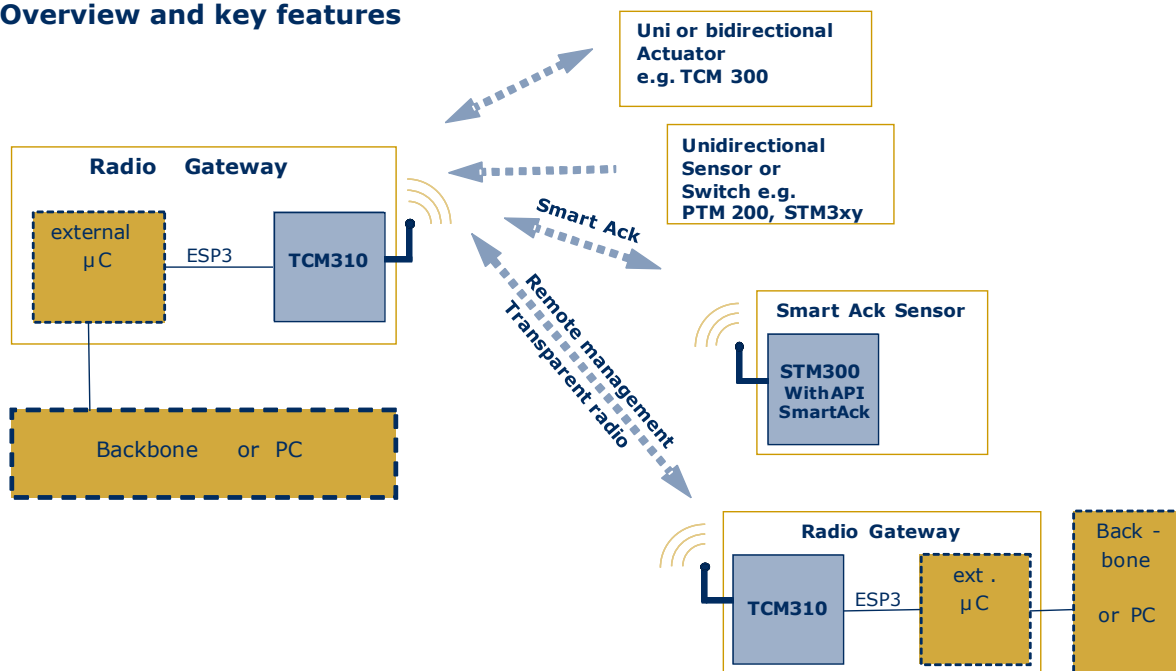 Overview and key features
Uni or bidirectional
Actuator
e.g. TCM 300
Unidirectional
Sensor or
Switch e.g.
PTM 200, STM3xy
Radio Gateway
external
µC
ESP3
TCM310
Smart Ack
Remote management
Transparent radio
Smart Ack Sensor
STM300
With API
SmartAck
Backbone or PC
Radio Gateway
TCM310
ESP3
ext .
µC
Back -
bone
or PC